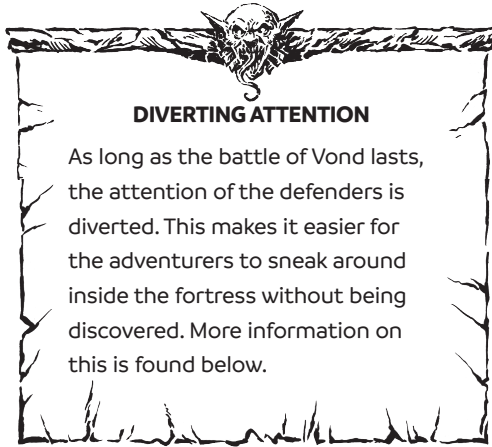 DIVERTING ATTENTION
As long as the battle of Vond lasts,
the attention of the defenders is
diverted. This makes it easier for
the adventurers to sneak around
inside the fortress without being
discovered. More information on
this is found below.